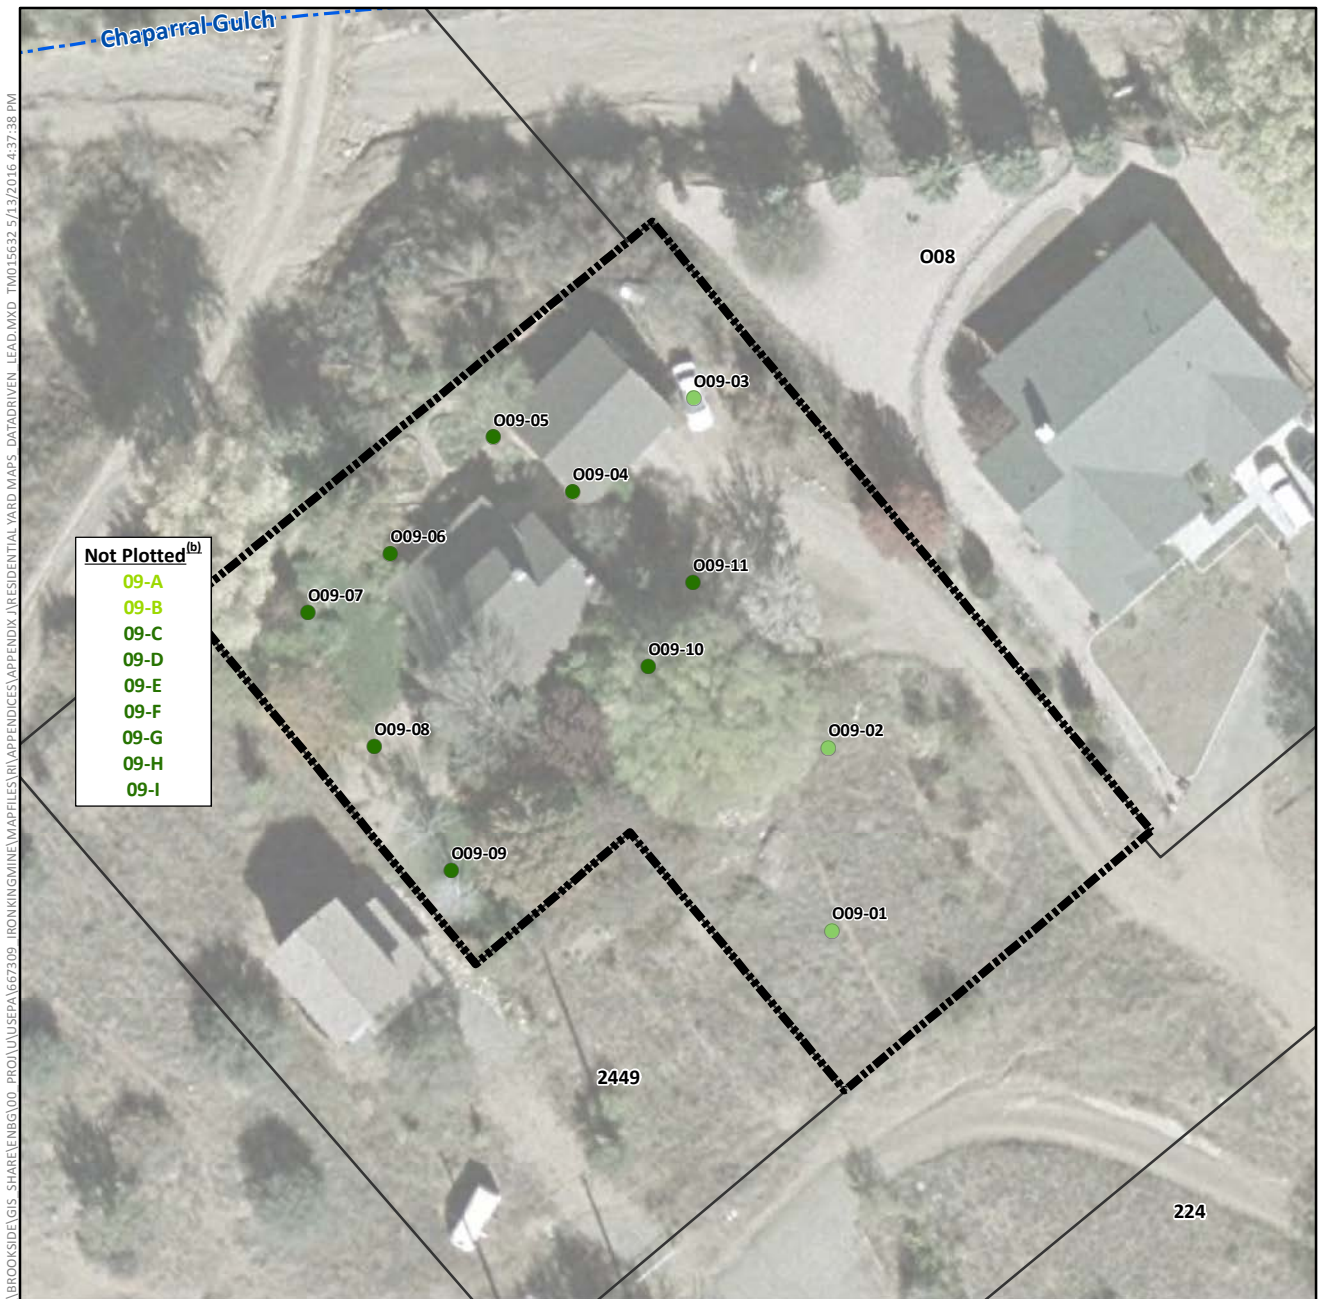 Chaparral Gulch
O08
O09-03
O09-05
O09-04
O09-06
O09-11
O09-07
O09-10
O09-08
O09-02
O09-09
O09-01
2449
224
Not Plotted(b)
09-A
09-B
09-C
09-D
09-E
09-F
09-G
09-H
09-I
\BROOKSIDE\GIS_SHARE\ENBG\00_PROJ\U\USEPA\667309_IRONKINGMINE\MAPFILES\RI\APPENDICES\APPENDIX J\RESIDENTIAL YARD MAPS_DATADRIVEN_LEAD.MXD TM015632 5/13/2016 4:37:38 PM